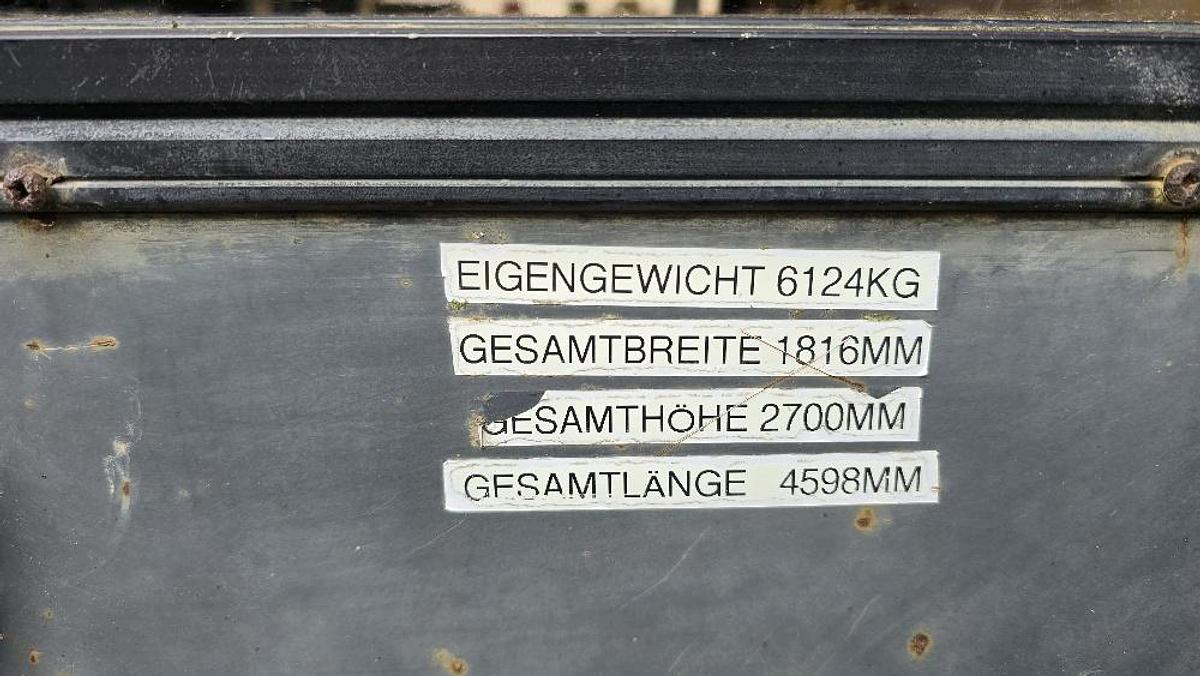 EIGENGEWICHT 6124KG
GESAMTBREITE 1816MM
GESAMTHÖHE 2700MM
GESAMTLÄNGE 4598MM